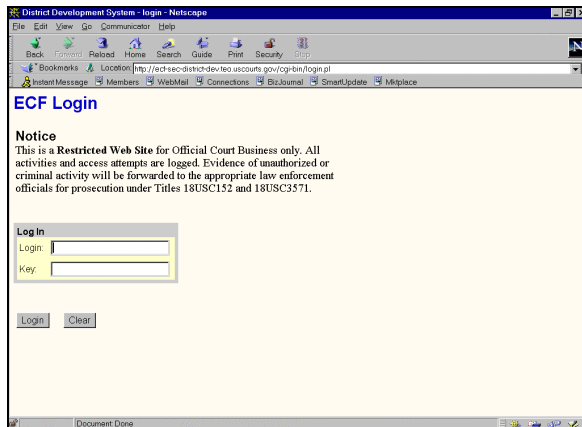 District Development System - login - Netscape
File Edit View Go Communicator Help
Back Forward Reload Home Search Guide Print Security Stop
Bookmarks Location: http://ecf-sec-district-dev.teo.uscourts.gov/cgi-bin/login.pl
Instant Message Members WebMail Connections BizJournal SmartUpdate Mktplace
ECF Login
Notice
This is a Restricted Web Site for Official Court Business only. All
activities and access attempts are logged. Evidence of unauthorized or
criminal activity will be forwarded to the appropriate law enforcement
officials for prosecution under Titles 18USC152 and 18USC3571.
Log In
Login:
Key:
Login Clear
Document: Done